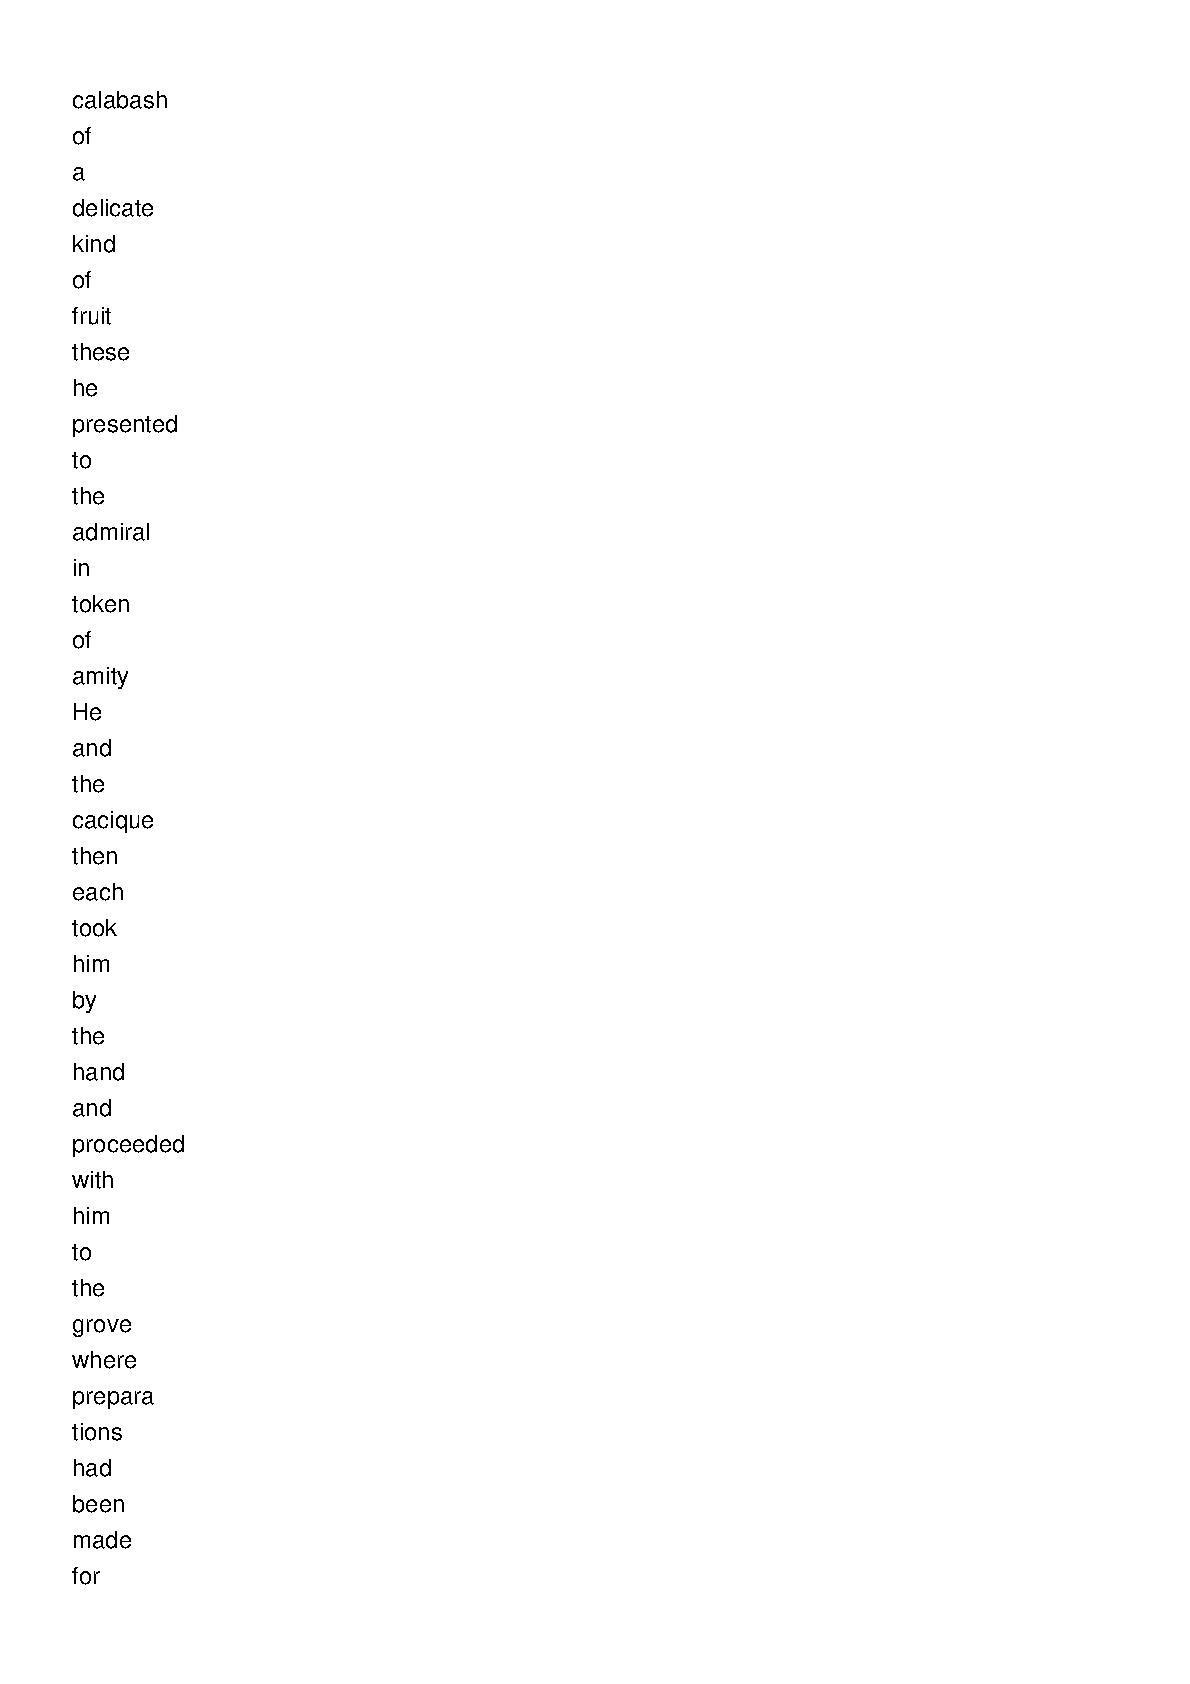 calabash
of
a
delicate
kind
of
fruit
these
he
presented
to
the
admiral
in
token
of
amity
He
and
the
cacique
then
each
took
him
by
the
hand
and
proceeded
with
him
to
the
grove
where
prepara
tions
had
been
made
for